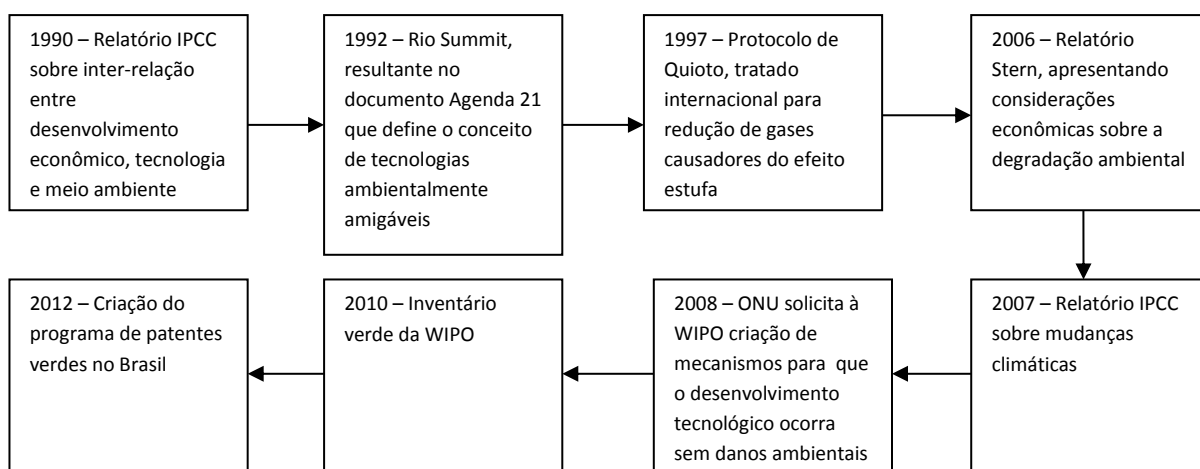 1990 – Relatório IPCC
sobre inter-relação
entre
desenvolvimento
econômico, tecnologia
e meio ambiente
1992 – Rio Summit,
resultante no
documento Agenda 21
que define o conceito
de tecnologias
ambientalmente
amigáveis
1997 – Protocolo de
Quioto, tratado
internacional para
redução de gases
causadores do efeito
estufa
2006 – Relatório
Stern, apresentando
considerações
econômicas sobre a
degradação ambiental
2007 – Relatório IPCC
sobre mudanças
climáticas
2008 – ONU solicita à
WIPO criação de
mecanismos para que
o desenvolvimento
tecnológico ocorra
sem danos ambientais
2010 – Inventário
verde da WIPO
2012 – Criação do
programa de patentes
verdes no Brasil